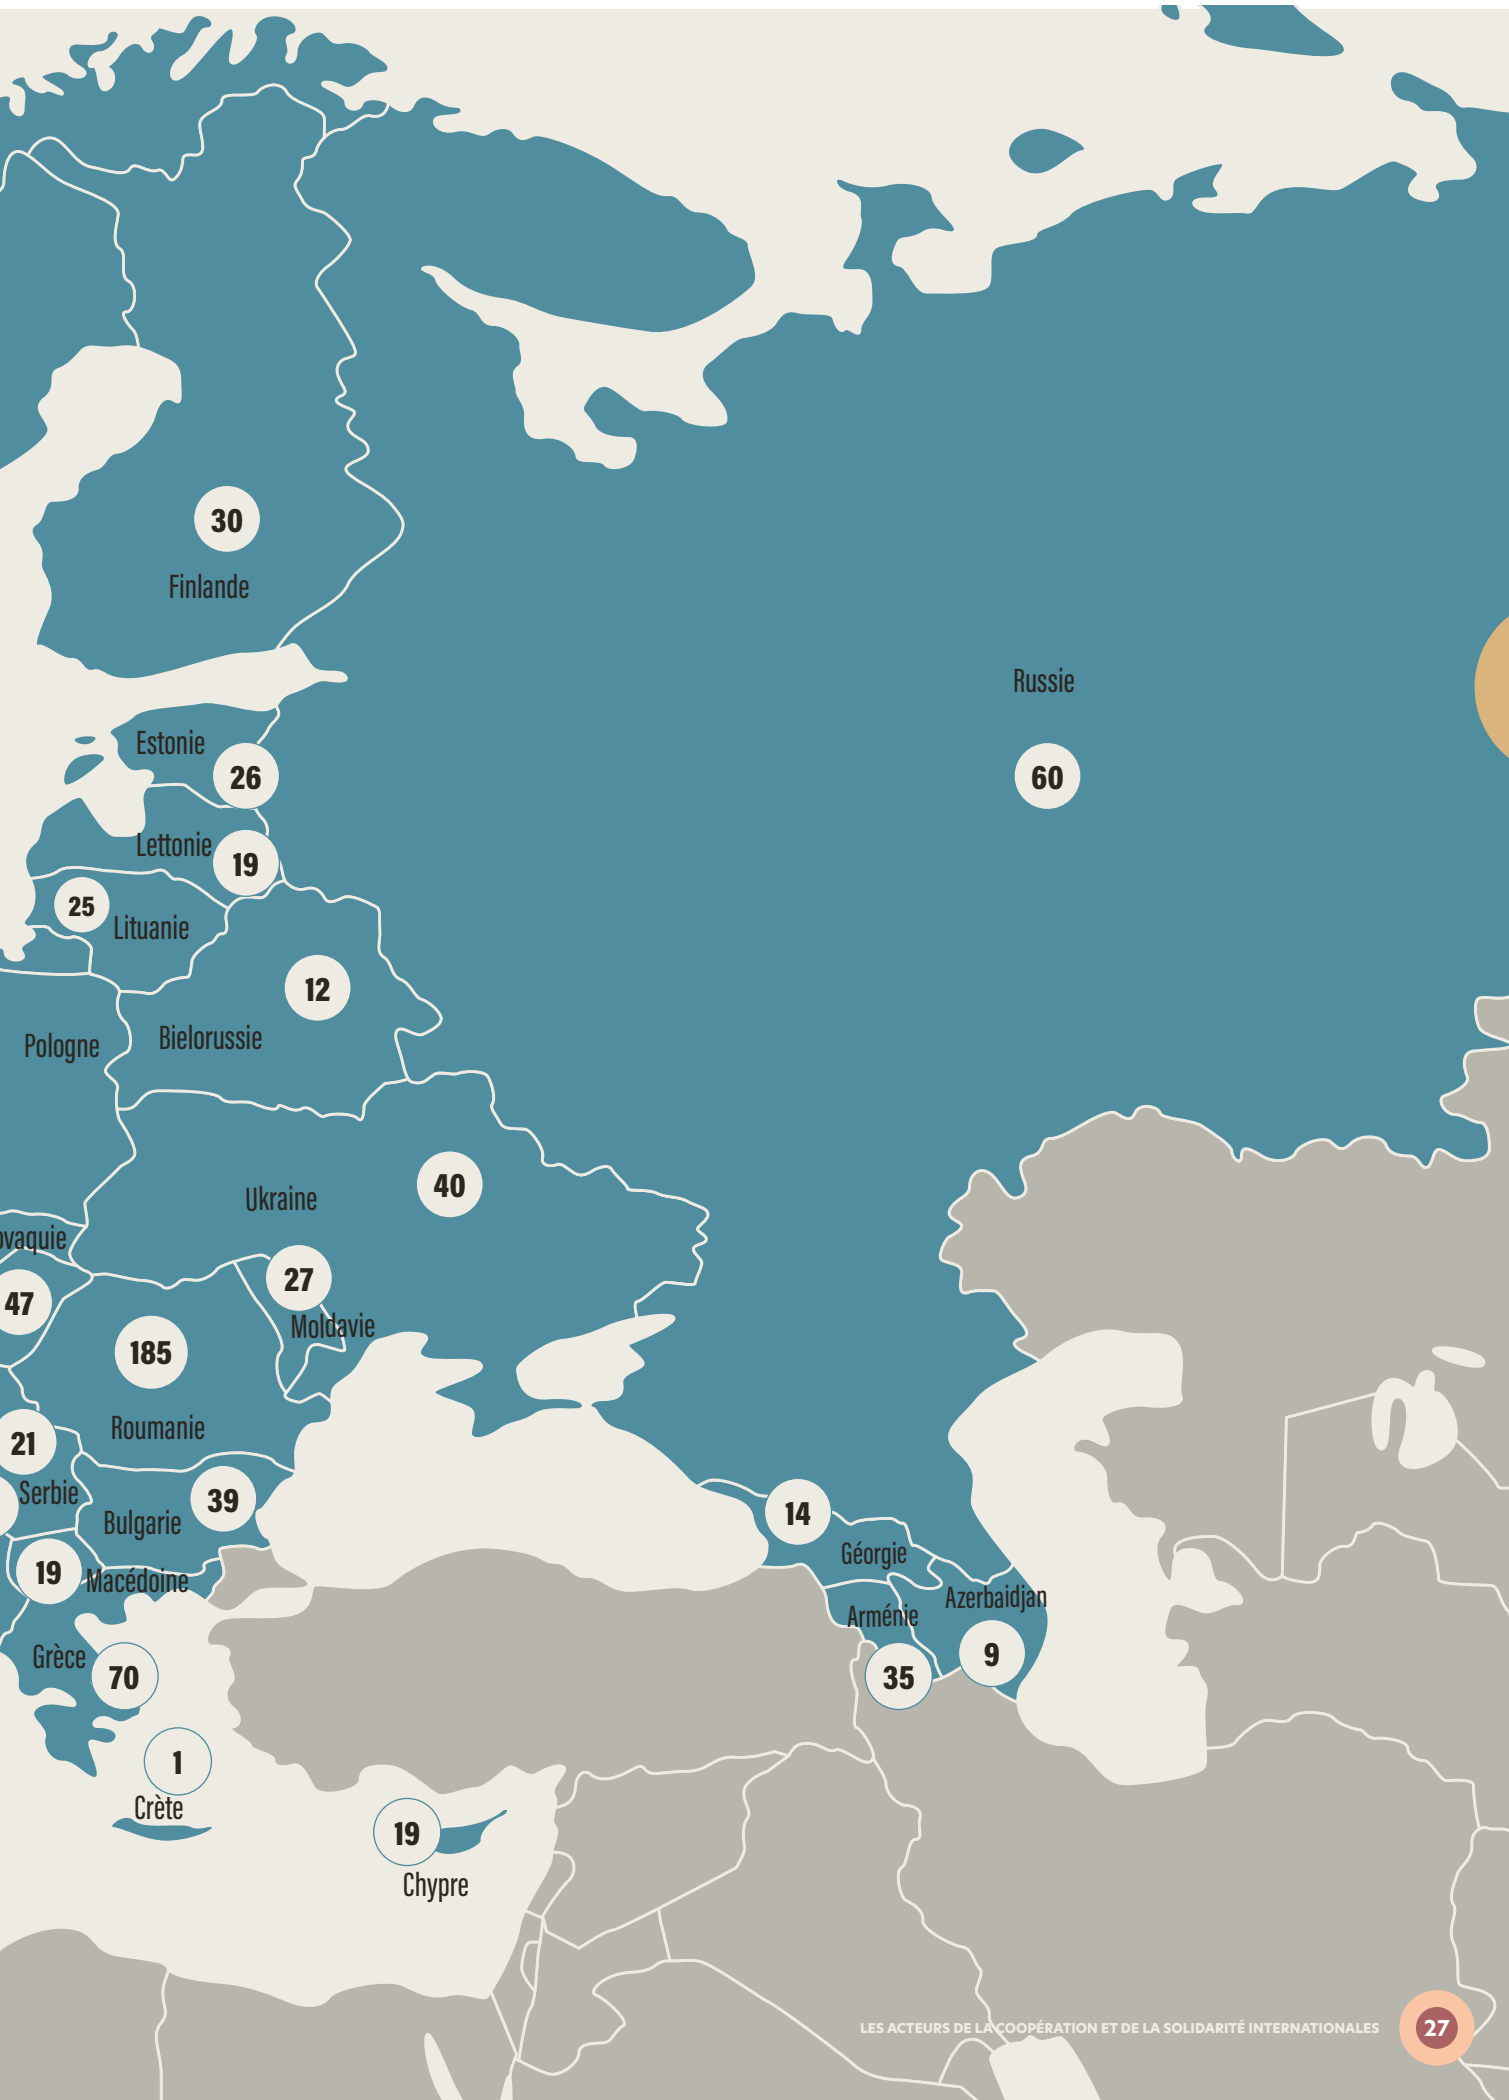 30
Finlande
Russie
Estonie
26
60
Lettonie
19
25
Lituanie
12
Pologne
Bielorussie
40
Ukraine
ovaquie
27
47
Moldavie
185
Roumanie
21
Serbie
39
14
Bulgarie
Géorgie
19
Macédoine
Azerbaidjan
Arménie
Grèce
9
70
35
1
Crète
19
Chypre
LES ACTEURS DE LA COOPÉRATION ET DE LA SOLIDARITÉ INTERNATIONALES
27